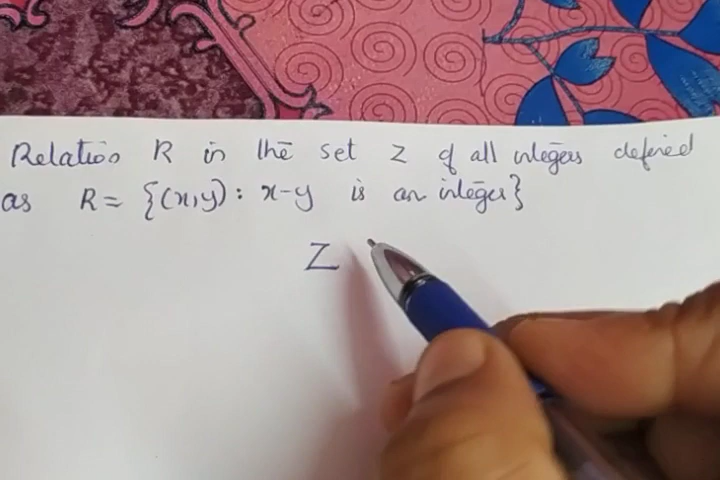 Relation R in the set Z of all integers defined
as R = {(x,y) : x-y is an integer}
Z